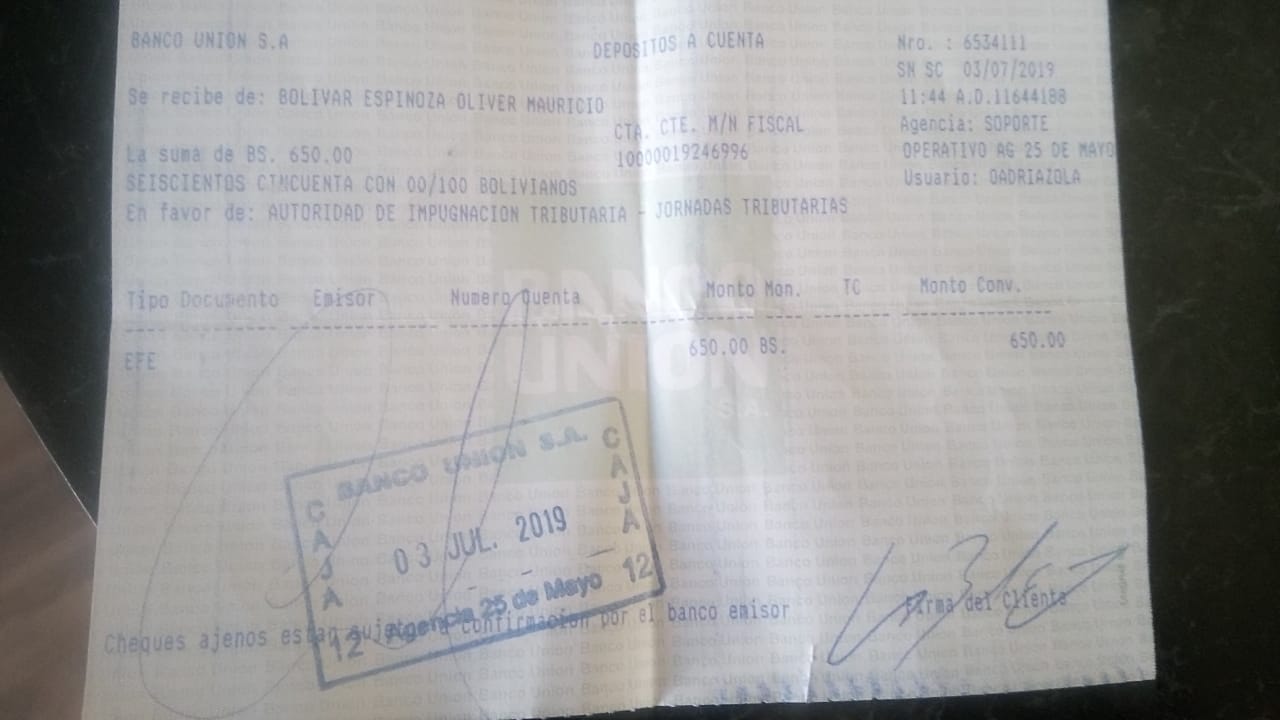 BANCO UNION S.A
DEPOSITOS A CUENTA
Nro. : 6534111
SN SC 03/07/2019
Se recibe de: BOLIVAR ESPINOZA OLIVER MAURICIO
11:44 A.D.11644188
CTA. CTE. M/N FISCAL
Agencia: SOPORTE
La suma de BS. 650.00
10000019246996
OPERATIVO AG 25 DE MAYO
SEISCIENTOS CINCUENTA CON 00/100 BOLIVIANOS
Usuario: OADRIAZOLA
En favor de: AUTORIDAD DE IMPUGNACION TRIBUTARIA - JORNADAS TRIBUTARIAS
Tipo Documento Emisor Numero Cuenta Monto Mon. TC Monto Conv.
EFE 650.00 BS. 650.00
BANCO UNION S.A.
BANCO UNION S.A.
CAJA
CAJA
03 JUL. 2019
12 Agencia 25 de Mayo 12
Cheques ajenos estan sujetos a confirmacion por el banco emisor
Firma del Cliente